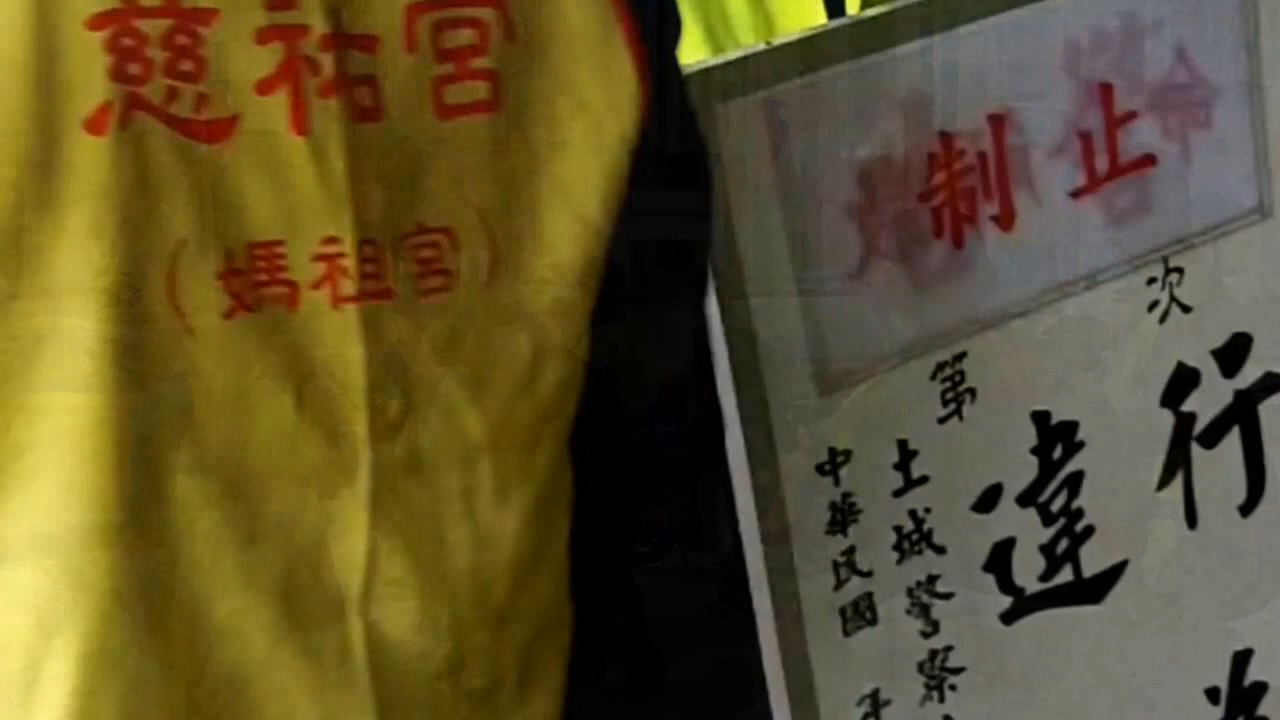 慈祐宮
(媽祖宮)
制止
次
行
第
違
土城警察
中華民國